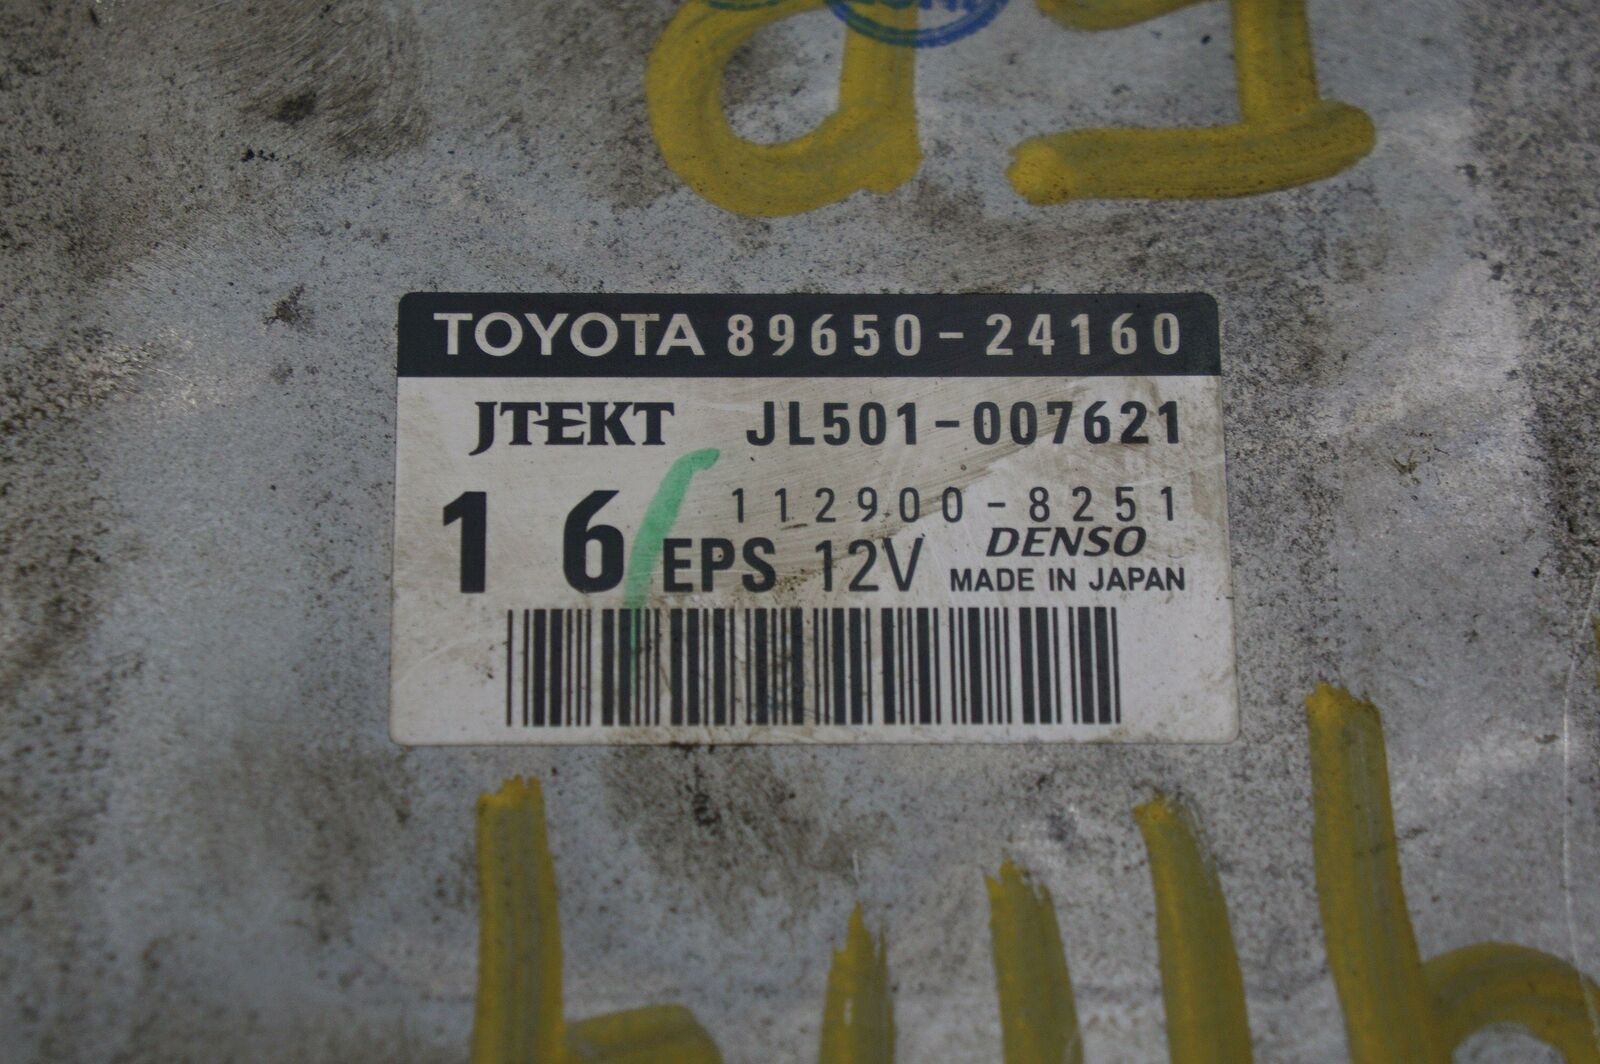 TOYOTA 89650-24160
JTEKT JL501-007621
16 EPS 12V 112900-8251
DENSO
MADE IN JAPAN